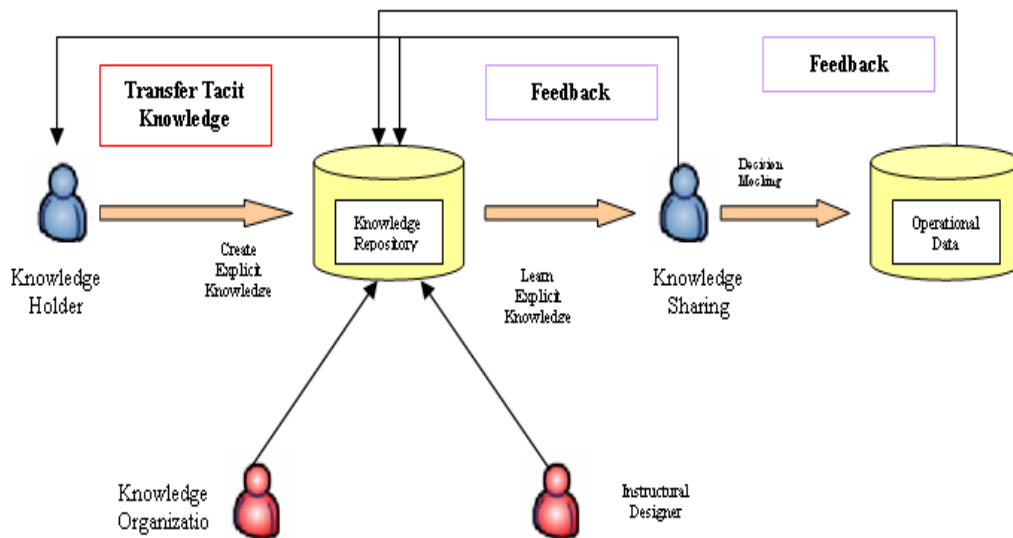 Transfer Tacit
Knowledge
Feedback
Feedback
Decision
Mocking
Knowledge
Repository
Operational
Data
Knowledge
Holder
Create
Explicit
Knowledge
Learn
Explicit
Knowledge
Knowledge
Sharing
Knowledge
Organizatio
Instructural
Designer